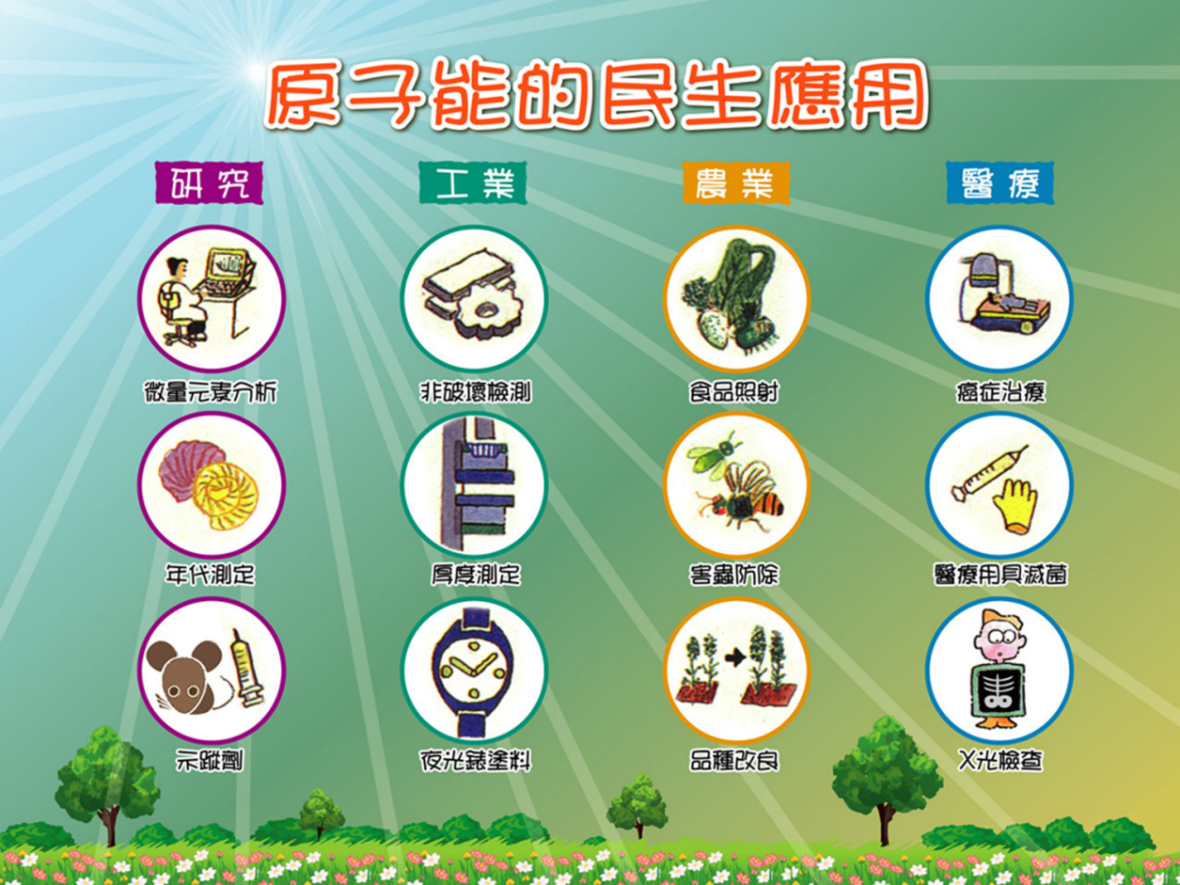 原子能的民生應用
研究 工業 農業 醫療
微量元素分析 非破壞檢測 食品照射 癌症治療
年代測定 厚度測定 害蟲防除 醫療用具滅菌
示蹤劑 夜光錶塗料 品種改良 X光檢查